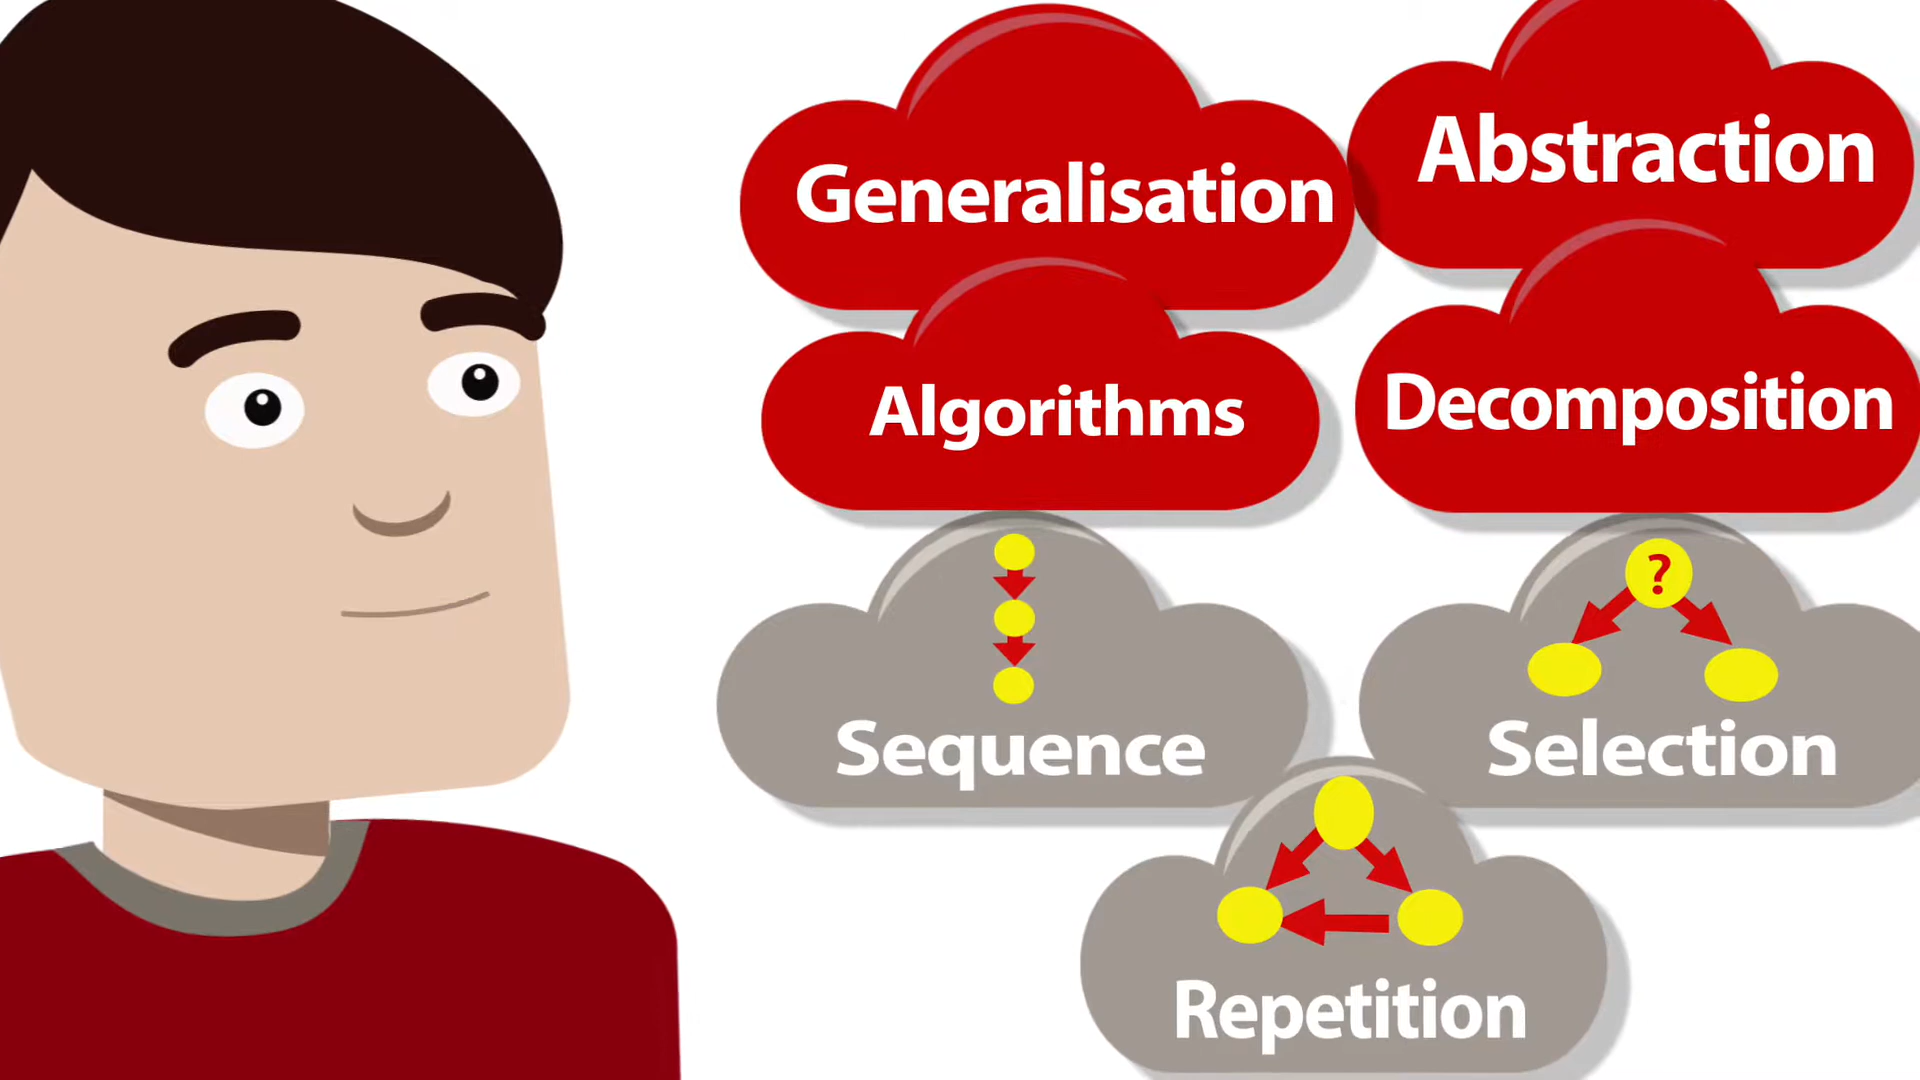 Generalisation
Abstraction
Algorithms
Decomposition
?
Sequence
Selection
Repetition